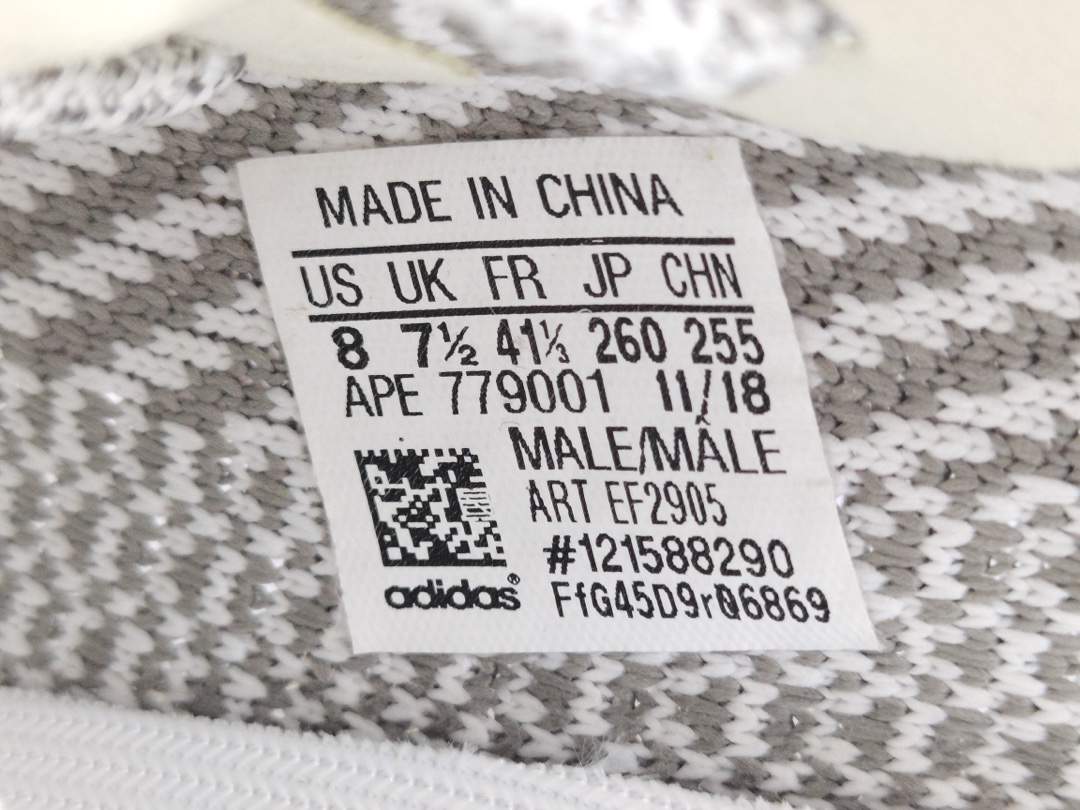 MADE IN CHINA
US UK FR JP CHN
8 7½ 41⅓ 260 255
APE 779001 11/18
MALE/MÂLE
ART EF2905
#121588290
FfG45D9r06869
adidas®